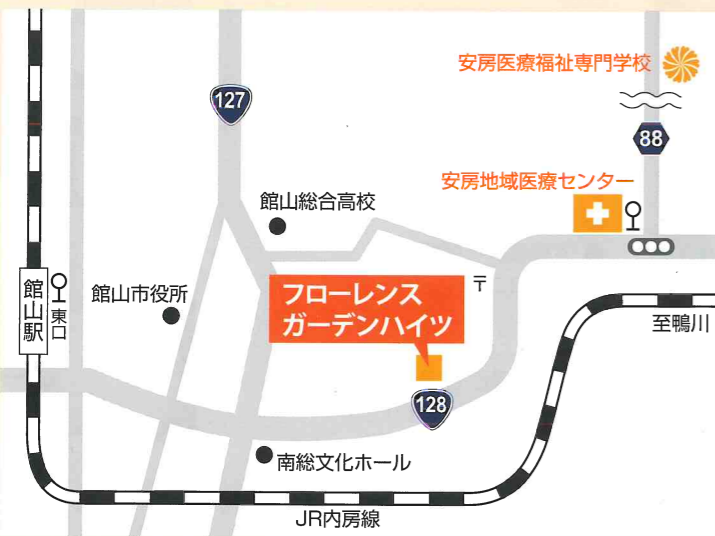 安房医療福祉専門学校
127
88
安房地域医療センター
館山総合高校
〒
館山駅
東口
館山市役所
フローレンス
ガーデンハイツ
至鴨川
128
南総文化ホール
JR内房線